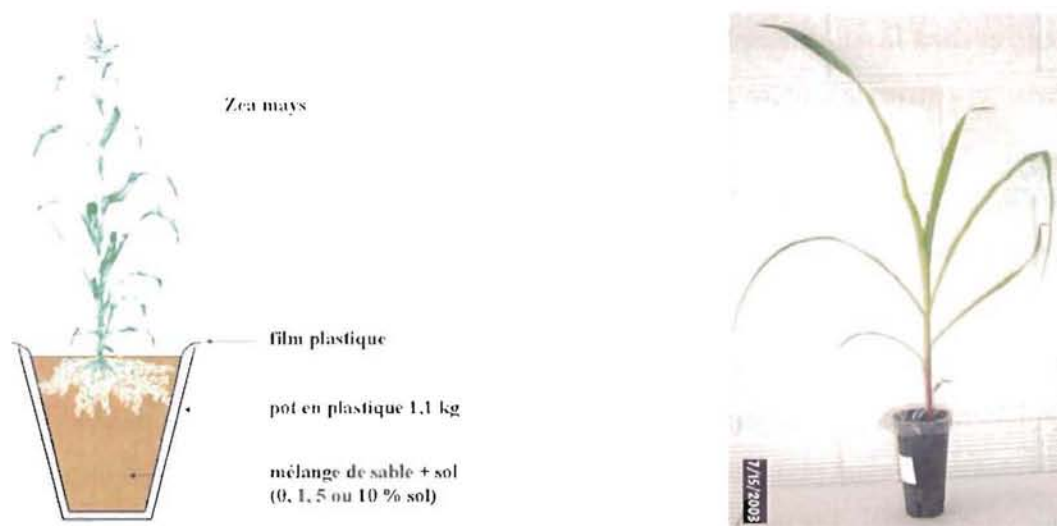 Zea mays
film plastique
pot en plastique 1,1 kg
mélange de sable + sol
(0, 1, 5 ou 10 % sol)
7/15/2003